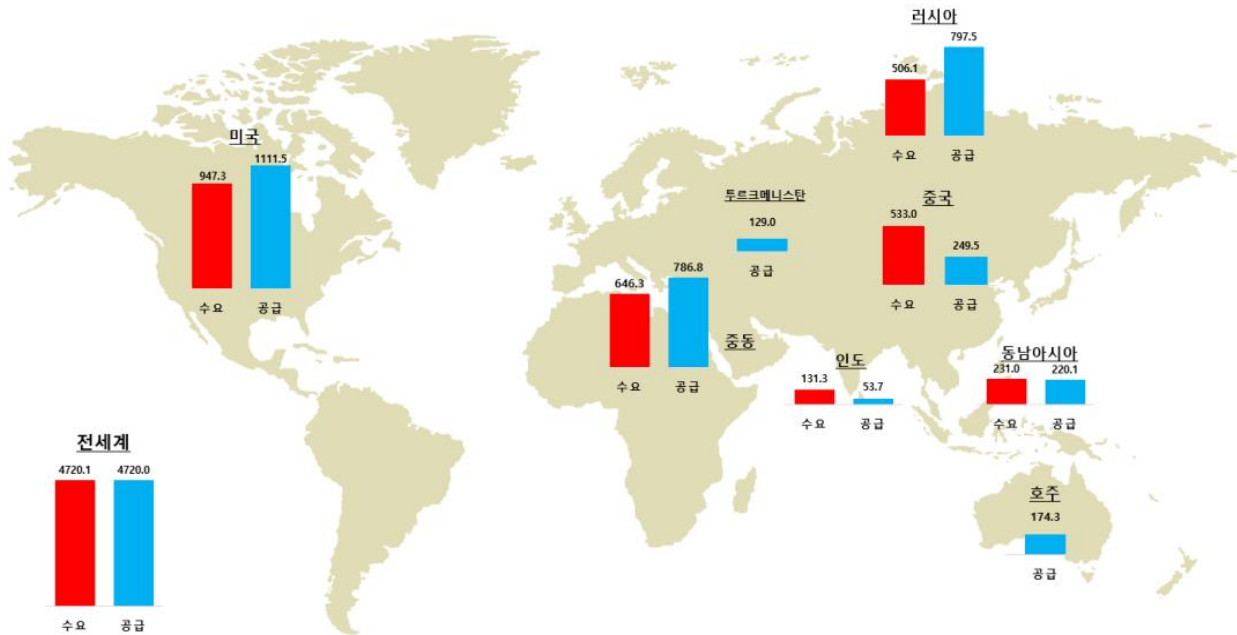 러시아
797.5
506.1
수요 공급
미국
1111.5
947.3
수요 공급
투르크메니스탄
129.0
공급
중국
533.0
249.5
수요 공급
786.8
646.3
중동
수요 공급
인도
131.3 53.7
수요 공급
동남아시아
231.0 220.1
수요 공급
전세계
4720.1 4720.0
수요 공급
호주
174.3
공급